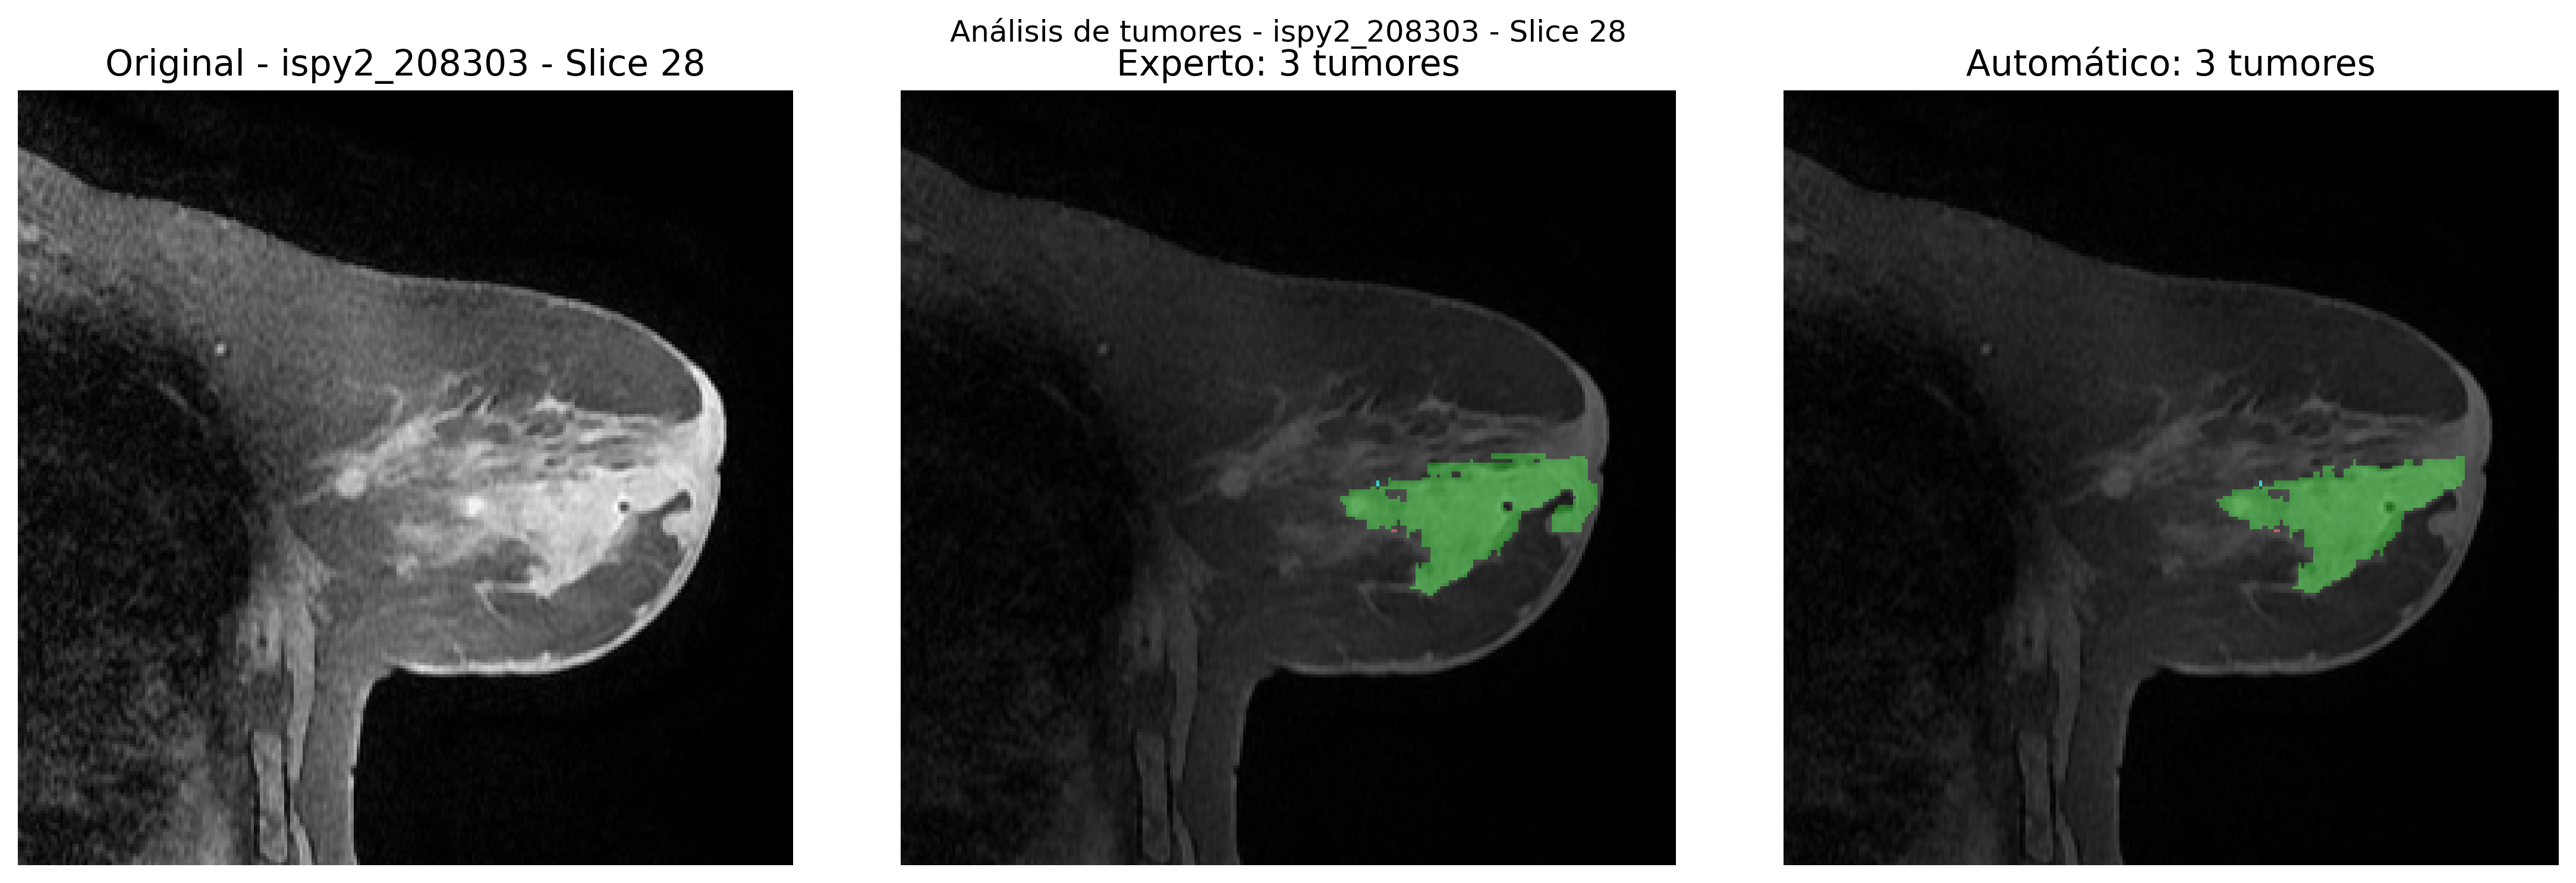 Análisis de tumores - ispy2_208303 - Slice 28
Original - ispy2_208303 - Slice 28
Experto: 3 tumores
Automático: 3 tumores